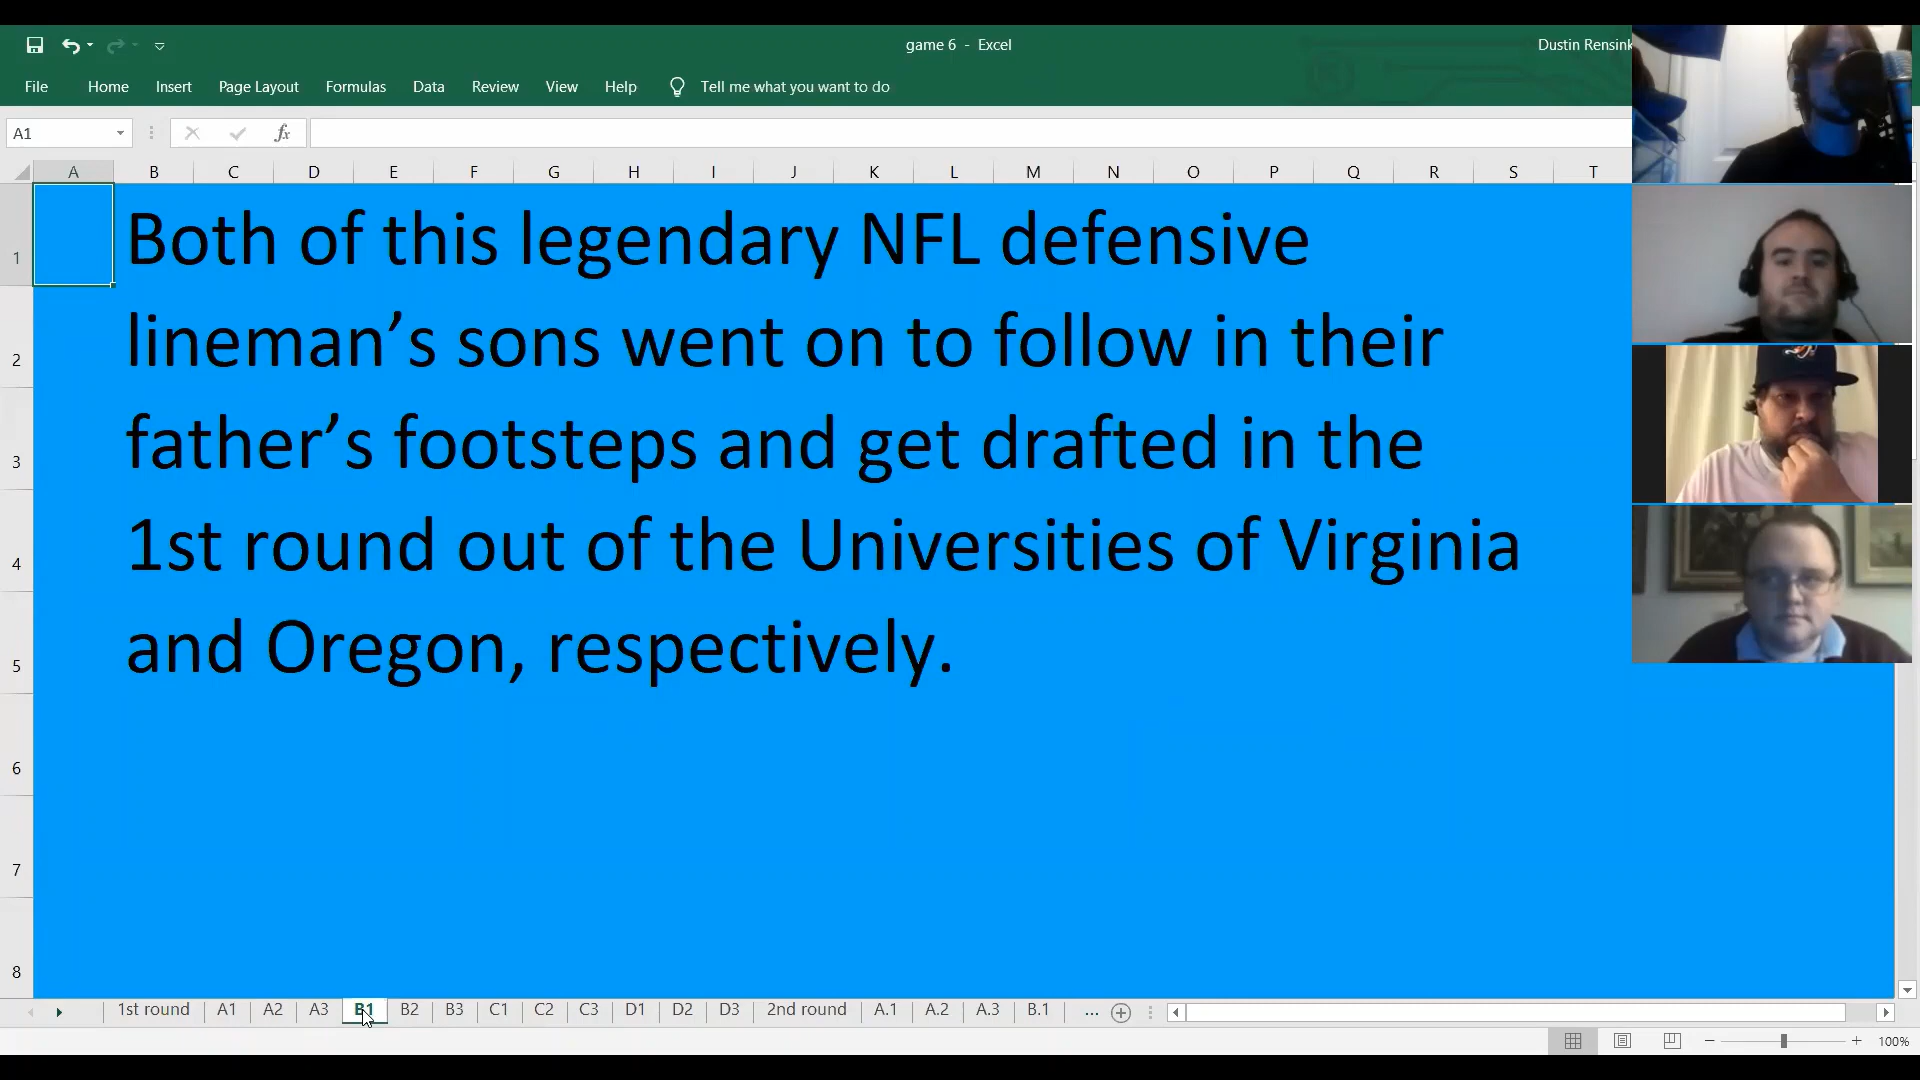 game 6 - Excel
Dustin Rensink
File Home Insert Page Layout Formulas Data Review View Help Tell me what you want to do
A1
fx
A B C D E F G H I J K L M N O P Q R S T
1
Both of this legendary NFL defensive
2
lineman’s sons went on to follow in their
3
father’s footsteps and get drafted in the
4
1st round out of the Universities of Virginia
5
and Oregon, respectively.
6
7
8
1st round A1 A2 A3 B1 B2 B3 C1 C2 C3 D1 D2 D3 2nd round A.1 A.2 A.3 B.1 ...
100%